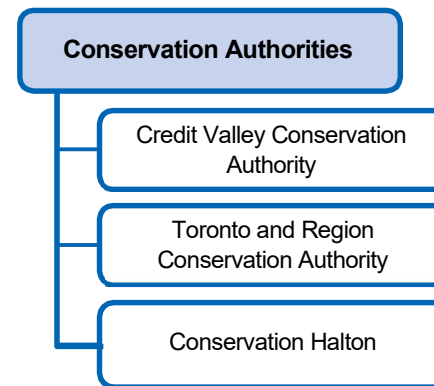 Conservation Authorities
Credit Valley Conservation
Authority
Toronto and Region
Conservation Authority
Conservation Halton